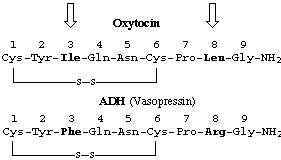 Oxytocin
1 2 3 4 5 6 7 8 9
Cys-Tyr-Ile-Gln-Asn-Cys-Pro-Leu-Gly-NH2
S-S
ADH (Vasopressin)
1 2 3 4 5 6 7 8 9
Cys-Tyr-Phe-Gln-Asn-Cys-Pro-Arg-Gly-NH2
S-S